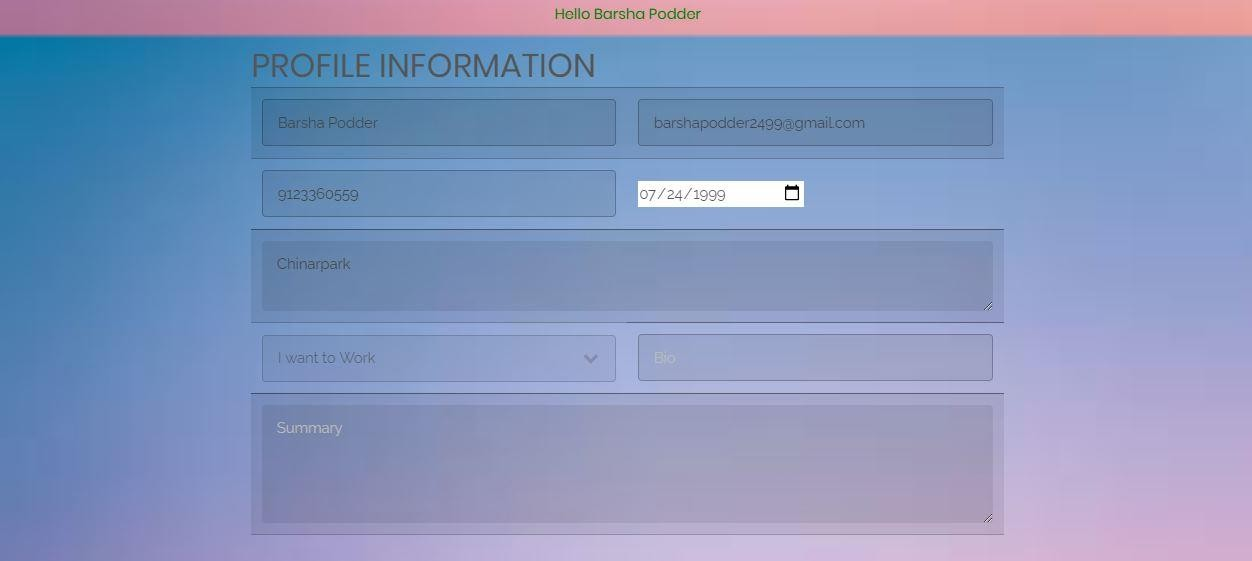 Hello Barsha Podder
PROFILE INFORMATION
Barsha Podder
barshapodder2499@gmail.com
9123360559
07/24/1999
Chinarpark
I want to Work
Bio
Summary